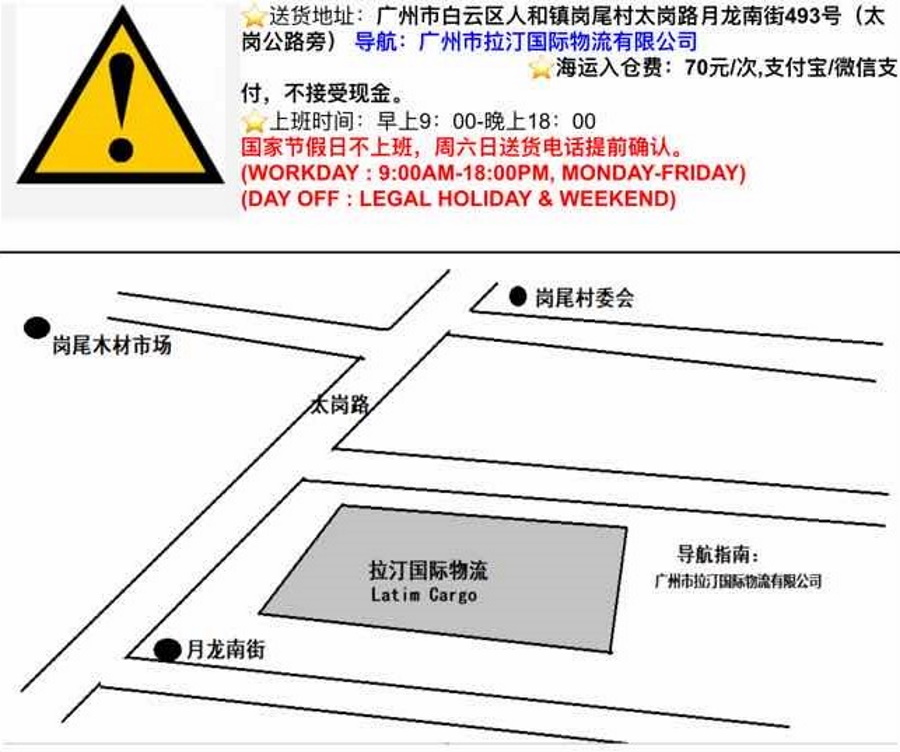 送货地址：广州市白云区人和镇岗尾村太岗路月龙南街493号（太
岗公路旁） 导航：广州市拉汀国际物流有限公司
海运入仓费：70元/次,支付宝/微信支
付，不接受现金。
上班时间：早上9：00-晚上18：00
国家节假日不上班，周六日送货电话提前确认。
(WORKDAY : 9:00AM-18:00PM, MONDAY-FRIDAY)
(DAY OFF : LEGAL HOLIDAY & WEEKEND)
岗尾村委会
岗尾木材市场
太岗路
导航指南：
广州市拉汀国际物流有限公司
拉汀国际物流
Latim Cargo
月龙南街